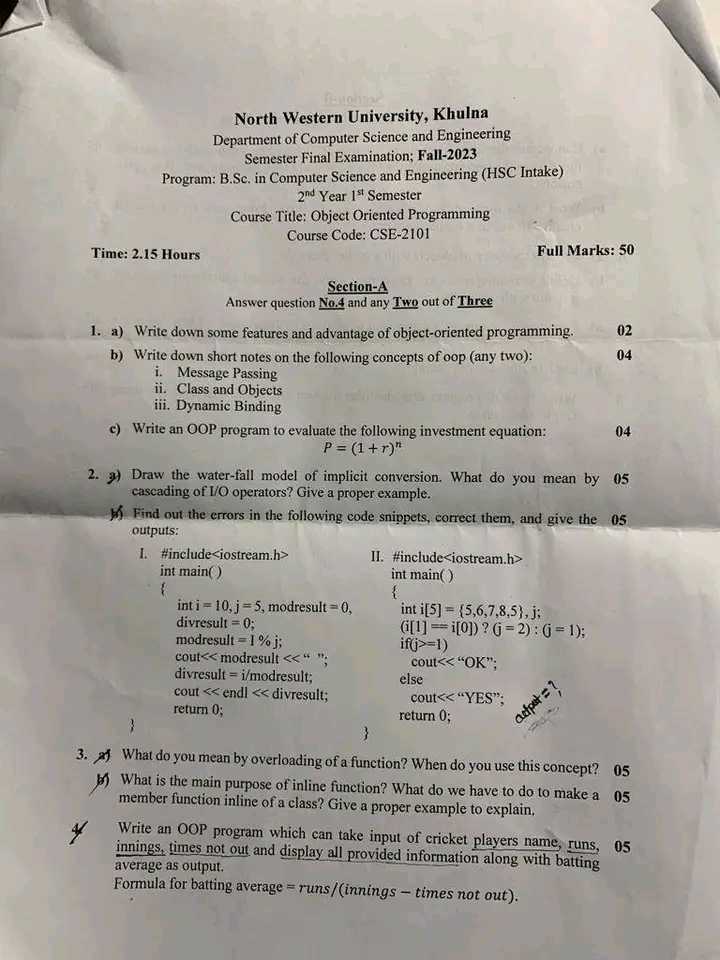 North Western University, Khulna
Department of Computer Science and Engineering
Semester Final Examination; Fall-2023
Program: B.Sc. in Computer Science and Engineering (HSC Intake)
2nd Year 1st Semester
Course Title: Object Oriented Programming
Course Code: CSE-2101
Time: 2.15 Hours Full Marks: 50
Section-A
Answer question No.4 and any Two out of Three
1. a) Write down some features and advantage of object-oriented programming. 02
b) Write down short notes on the following concepts of oop (any two): 04
i. Message Passing
ii. Class and Objects
iii. Dynamic Binding
c) Write an OOP program to evaluate the following investment equation: 04
P = (1 + r)^n
2. a) Draw the water-fall model of implicit conversion. What do you mean by 05
cascading of I/O operators? Give a proper example.
b) Find out the errors in the following code snippets, correct them, and give the 05
outputs:
I. #include<iostream.h>
int main( )
{
int i = 10, j = 5, modresult = 0,
divresult = 0;
modresult = I % j;
cout<< modresult << “ ”;
divresult = i/modresult;
cout << endl << divresult;
return 0;
}
II. #include<iostream.h>
int main( )
{
int i[5] = {5,6,7,8,5}, j;
(i[1] == i[0]) ? (j = 2) : (j = 1);
if(j>=1)
cout<< “OK”;
else
cout<< “YES”;
return 0;
}
output = ?
3. a) What do you mean by overloading of a function? When do you use this concept? 05
b) What is the main purpose of inline function? What do we have to do to make a 05
member function inline of a class? Give a proper example to explain.
4. Write an OOP program which can take input of cricket players name, runs, 05
innings, times not out and display all provided information along with batting
average as output.
Formula for batting average = runs/(innings − times not out).